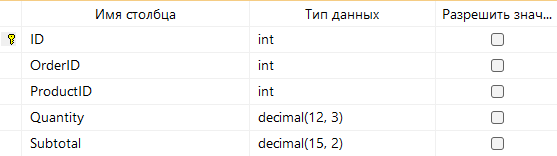 Имя столбца Тип данных Разрешить знач...
ID int
OrderID int
ProductID int
Quantity decimal(12, 3)
Subtotal decimal(15, 2)